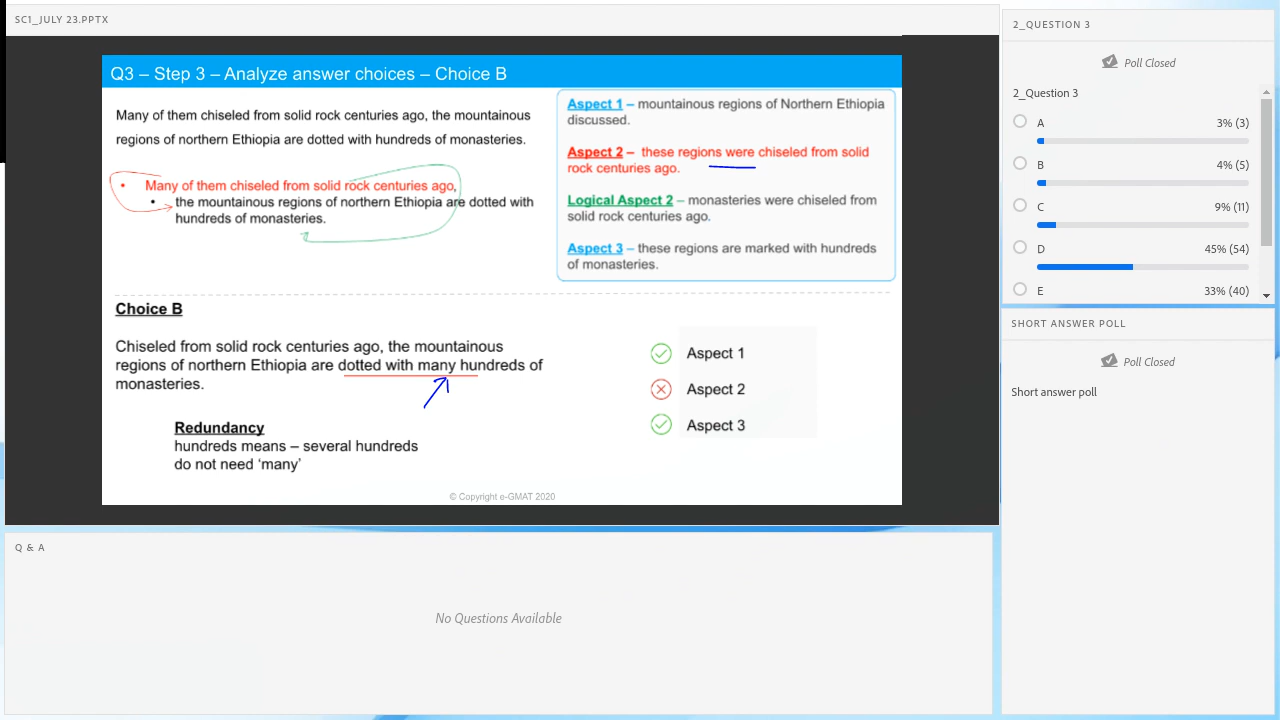 SC1_JULY 23.PPTX
Q3 – Step 3 – Analyze answer choices – Choice B
Many of them chiseled from solid rock centuries ago, the mountainous
regions of northern Ethiopia are dotted with hundreds of monasteries.
• Many of them chiseled from solid rock centuries ago,
• the mountainous regions of northern Ethiopia are dotted with
hundreds of monasteries.
Aspect 1 – mountainous regions of Northern Ethiopia
discussed.
Aspect 2 – these regions were chiseled from solid
rock centuries ago.
Logical Aspect 2 – monasteries were chiseled from
solid rock centuries ago.
Aspect 3 – these regions are marked with hundreds
of monasteries.
Choice B
Chiseled from solid rock centuries ago, the mountainous
regions of northern Ethiopia are dotted with many hundreds of
monasteries.
Redundancy
hundreds means – several hundreds
do not need ‘many’
Aspect 1
Aspect 2
Aspect 3
© Copyright e-GMAT 2020
Q & A
No Questions Available
2_QUESTION 3
Poll Closed
2_Question 3
A 3% (3)
B 4% (5)
C 9% (11)
D 45% (54)
E 33% (40)
SHORT ANSWER POLL
Poll Closed
Short answer poll